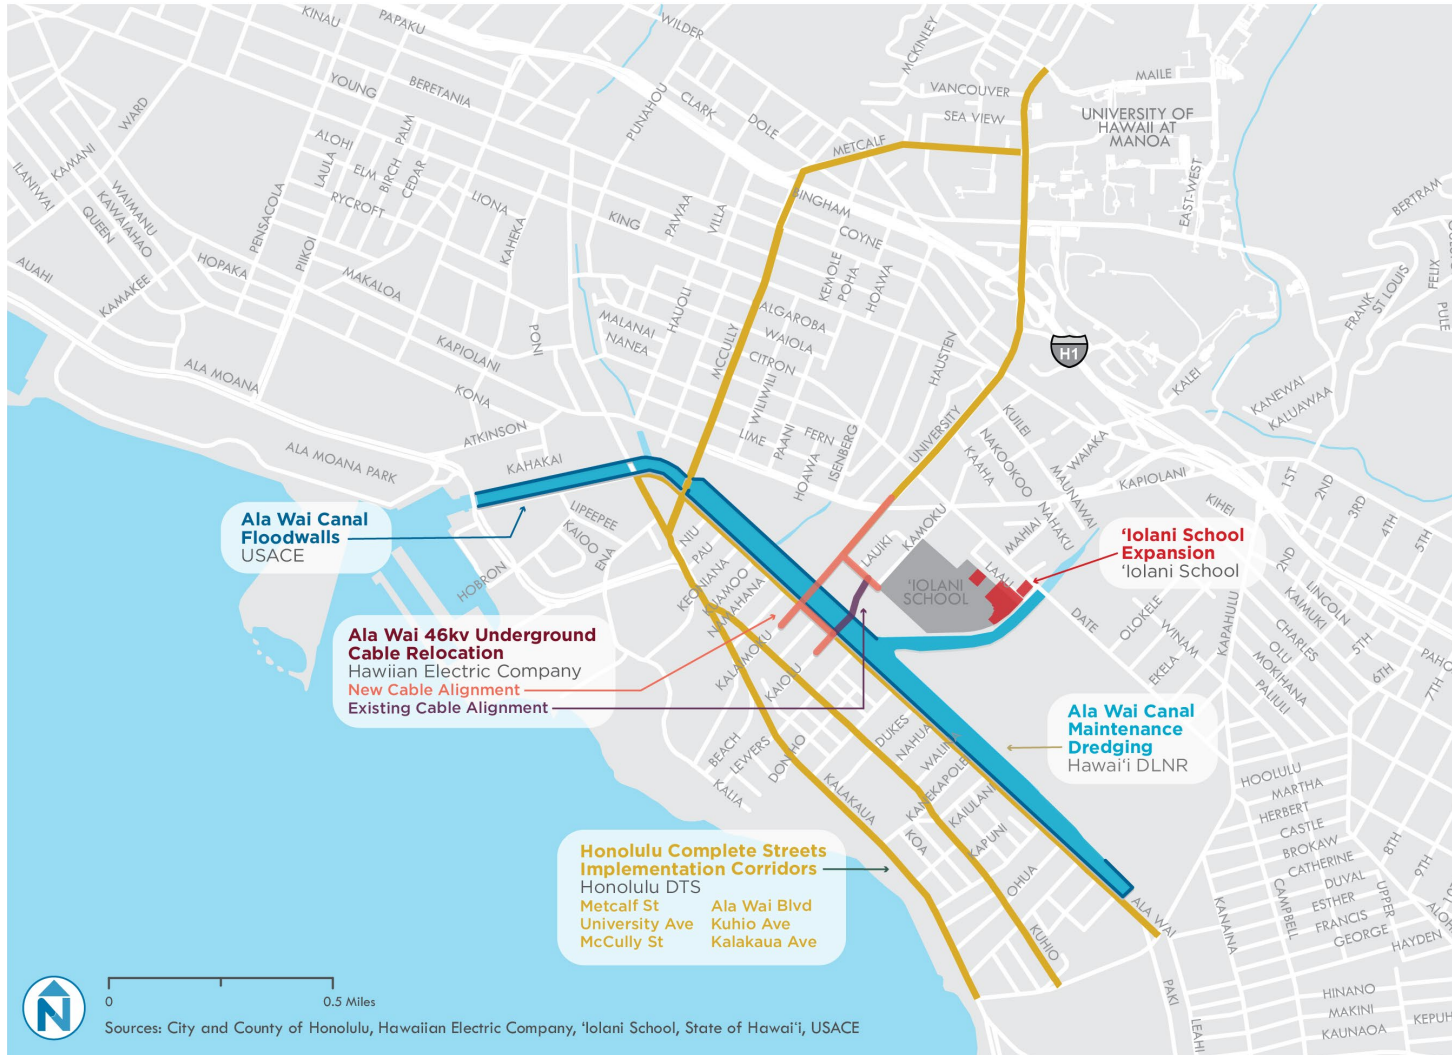 KINAU
PAPAKU
WILDER
MCKINLEY
MAILE
VANCOUVER
UNIVERSITY OF
HAWAII AT
MANOA
SEA VIEW
YOUNG
BERETANIA
WARD
PUNAHOU
CLARK
DOLE
METCALF
EAST-WEST
BERTRAM
ALOHI
PALM
KAMANI
ILANIWAI
LAULA
ELM
BIRCH
CEDAR
RYCROFT
WAIMANU
KAWAIAHAO
QUEEN
PENSACOLA
PIIKOI
LIONA
KAHEKA
KING
PAWAA
VILLA
BINGHAM
COYNE
KEMOLE
POHA
HOAWA
AUAHI
KAMAKEE
HOPAKA
MAKALOA
HAUOLI
MALANAI
NANEA
ALGAROBA
WAIOLA
CITRON
MCCULLY
WILIWILI
PAANI
LIME
FERN
HOAWA
ISENBERG
HAUSTEN
UNIVERSITY
FRANK
ST LOUIS
FELIX
PULE
H1
KALEI
KANEWAI
KALUAWAA
ALA MOANA
KAPIOLANI
PONI
KONA
ATKINSON
KAHAKAI
ALA MOANA PARK
KUILEI
NAKOOKOO
KAAHA
WAIAKA
MAUNAWAI
KAPIOLANI
KIHEI
1ST
2ND
3RD
4TH
5TH
Ala Wai Canal
Floodwalls
USACE
LIPEEPEE
KAIOO
ENA
HOBRON
NIU
PAU
KEONIANA
KUAMOO
NAMAHANA
LAUIKI
KAMOKU
MAHIAI
NAHAKU
LAAU
'IOLANI
SCHOOL
'Iolani School
Expansion
'Iolani School
2ND
LINCOLN
KAIMUKI
CHARLES
OLU
MOKIHANA
PALIULI
5TH
6TH
7TH
PAHO
DATE
OLOKELE
WINAM
EKELA
KAPAHULU
Ala Wai 46kv Underground
Cable Relocation
Hawiian Electric Company
New Cable Alignment
Existing Cable Alignment
KALAIMOKU
KAIOLU
BEACH
LEWERS
KALIA
DON HO
KALAKAUA
DUKES
NAHUA
WALINA
KANEKAPOLEI
KAIULANI
KAPUNI
KOA
OHUA
KUHIO
Ala Wai Canal
Maintenance
Dredging
Hawai'i DLNR
HOOLULU
MARTHA
HERBERT
CASTLE
BROKAW
CATHERINE
DUVAL
ESTHER
FRANCIS
GEORGE
UPPER
8TH
9TH
HAYDEN
CAMPBELL
KANAINA
Honolulu Complete Streets
Implementation Corridors
Honolulu DTS
Metcalf St
University Ave
McCully St
Ala Wai Blvd
Kuhio Ave
Kalakaua Ave
ALA WAI
PAKI
LEAHI
HINANO
MAKINI
KAUNAOA
KEPUH
N
0
0.5 Miles
Sources: City and County of Honolulu, Hawaiian Electric Company, 'Iolani School, State of Hawai'i, USACE